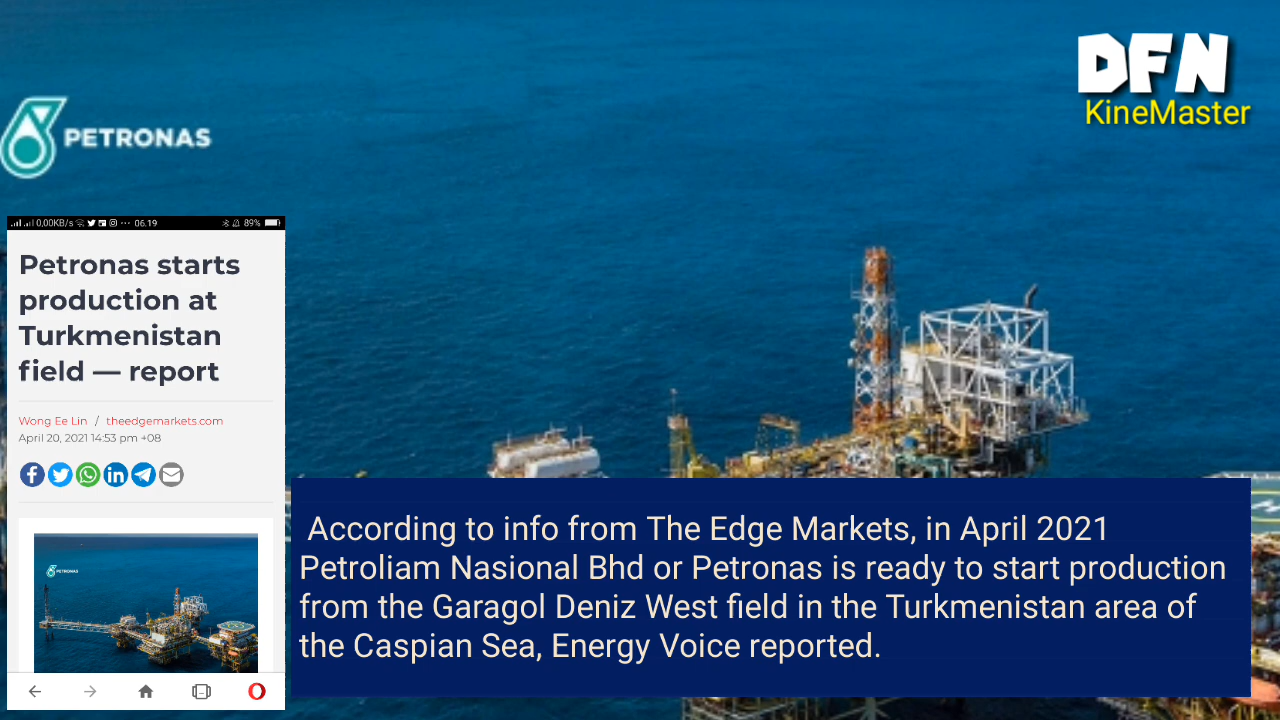 DFN
KineMaster
PETRONAS
0,00KB/s ··· 06.19 89%
Petronas starts
production at
Turkmenistan
field — report
Wong Ee Lin / theedgemarkets.com
April 20, 2021 14:53 pm +08
PETRONAS
According to info from The Edge Markets, in April 2021
Petroliam Nasional Bhd or Petronas is ready to start production
from the Garagol Deniz West field in the Turkmenistan area of
the Caspian Sea, Energy Voice reported.